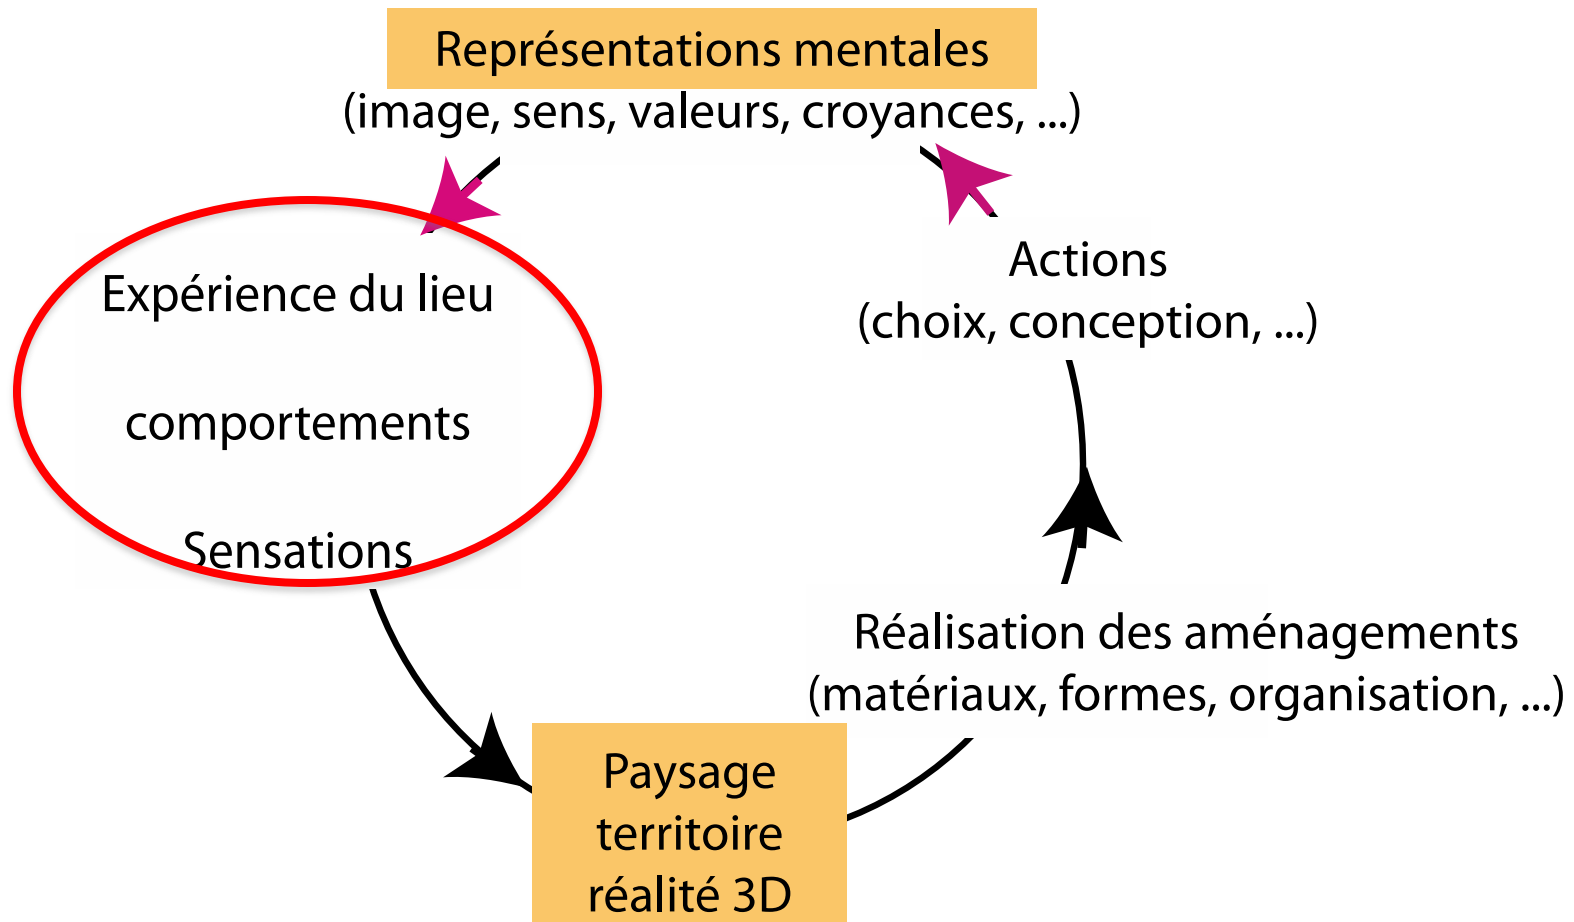 Représentations mentales
(image, sens, valeurs, croyances, ...)
Expérience du lieu
comportements
Sensations
Actions
(choix, conception, ...)
Réalisation des aménagements
(matériaux, formes, organisation, ...)
Paysage
territoire
réalité 3D